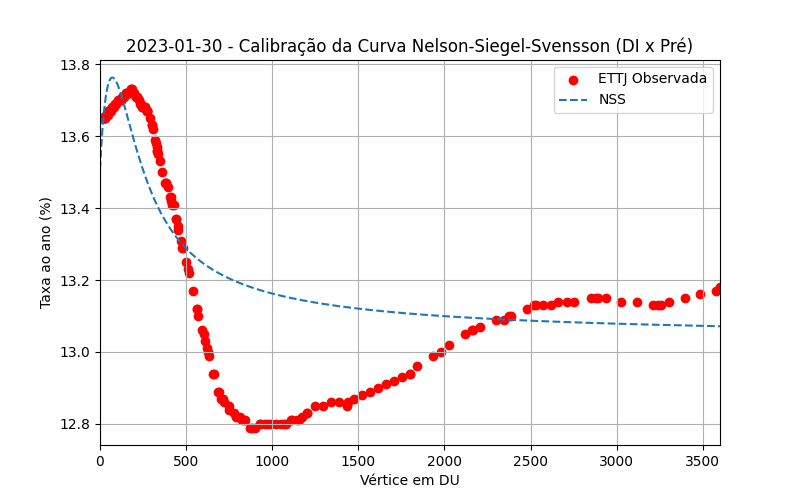 2023-01-30 - Calibração da Curva Nelson-Siegel-Svensson (DI x Pré)
ETTJ Observada
NSS
Taxa ao ano (%)
13.8
13.6
13.4
13.2
13.0
12.8
0 500 1000 1500 2000 2500 3000 3500
Vértice em DU